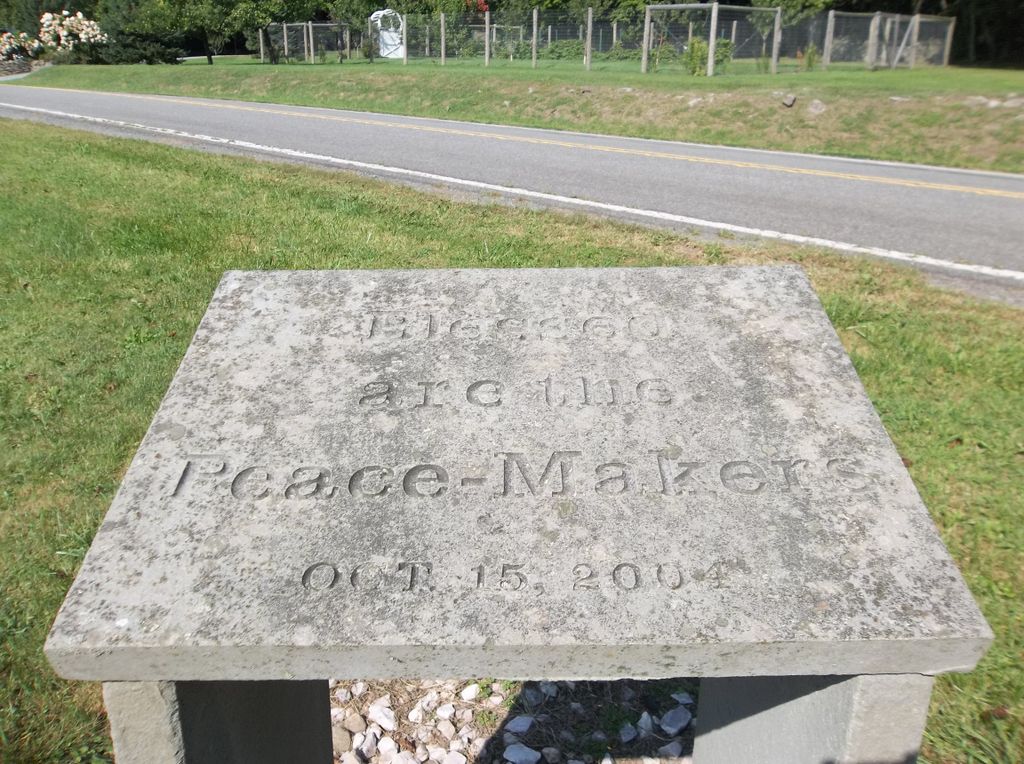 Blessed
are the
Peace-Makers
OCT. 15, 2004